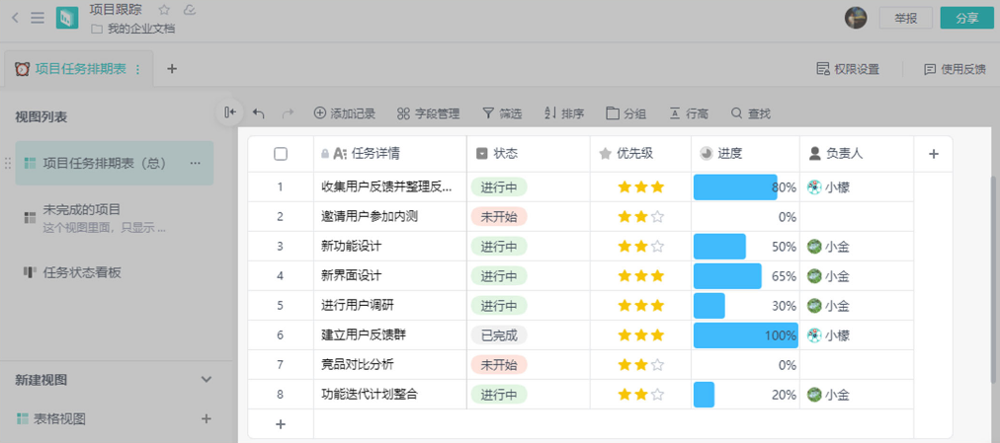 项目跟踪
我的企业文档
举报
分享
项目任务排期表
权限设置
使用反馈
视图列表
添加记录 字段管理 筛选 排序 分组 行高 查找
项目任务排期表（总）
未完成的项目
这个视图里面，只显示 ...
任务状态看板
新建视图
表格视图
任务详情 状态 优先级 进度 负责人
1 收集用户反馈并整理反... 进行中 80% 小檬
2 邀请用户参加内测 未开始 0%
3 新功能设计 进行中 50% 小金
4 新界面设计 进行中 65% 小金
5 进行用户调研 进行中 30% 小金
6 建立用户反馈群 已完成 100% 小檬
7 竞品对比分析 未开始 0%
8 功能迭代计划整合 进行中 20% 小金